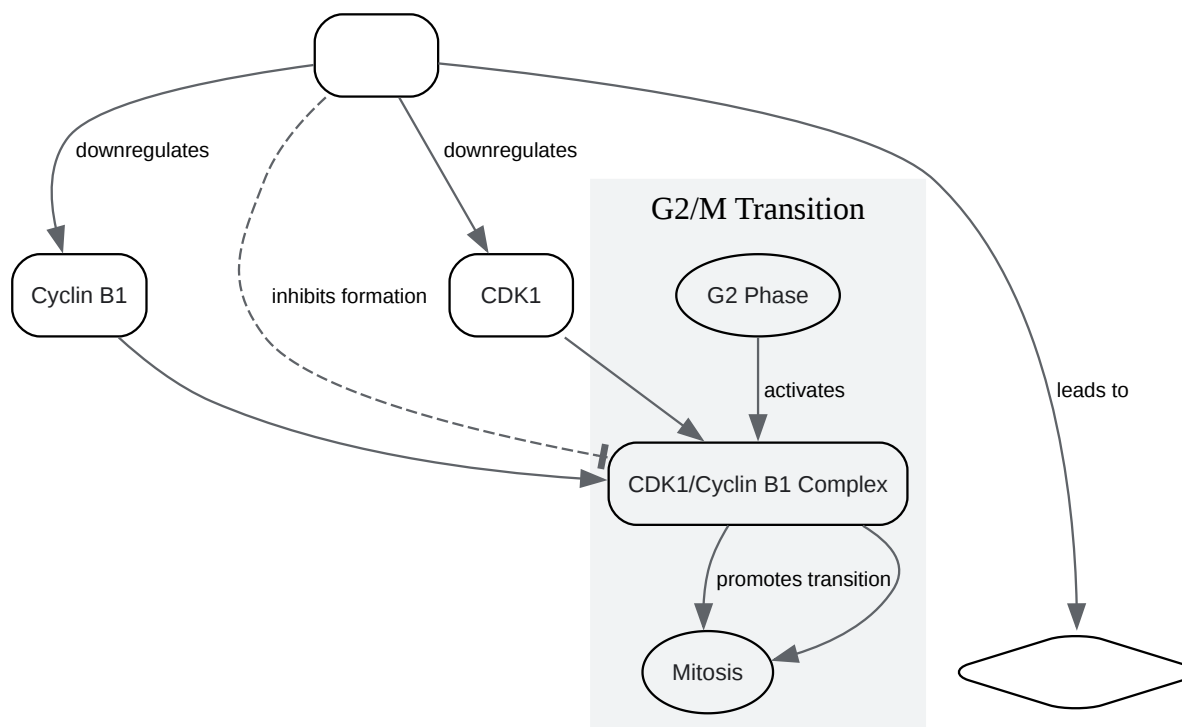 downregulates
downregulates
G2/M Transition
Cyclin B1
inhibits formation
CDK1
G2 Phase
activates
leads to
CDK1/Cyclin B1 Complex
promotes transition
Mitosis